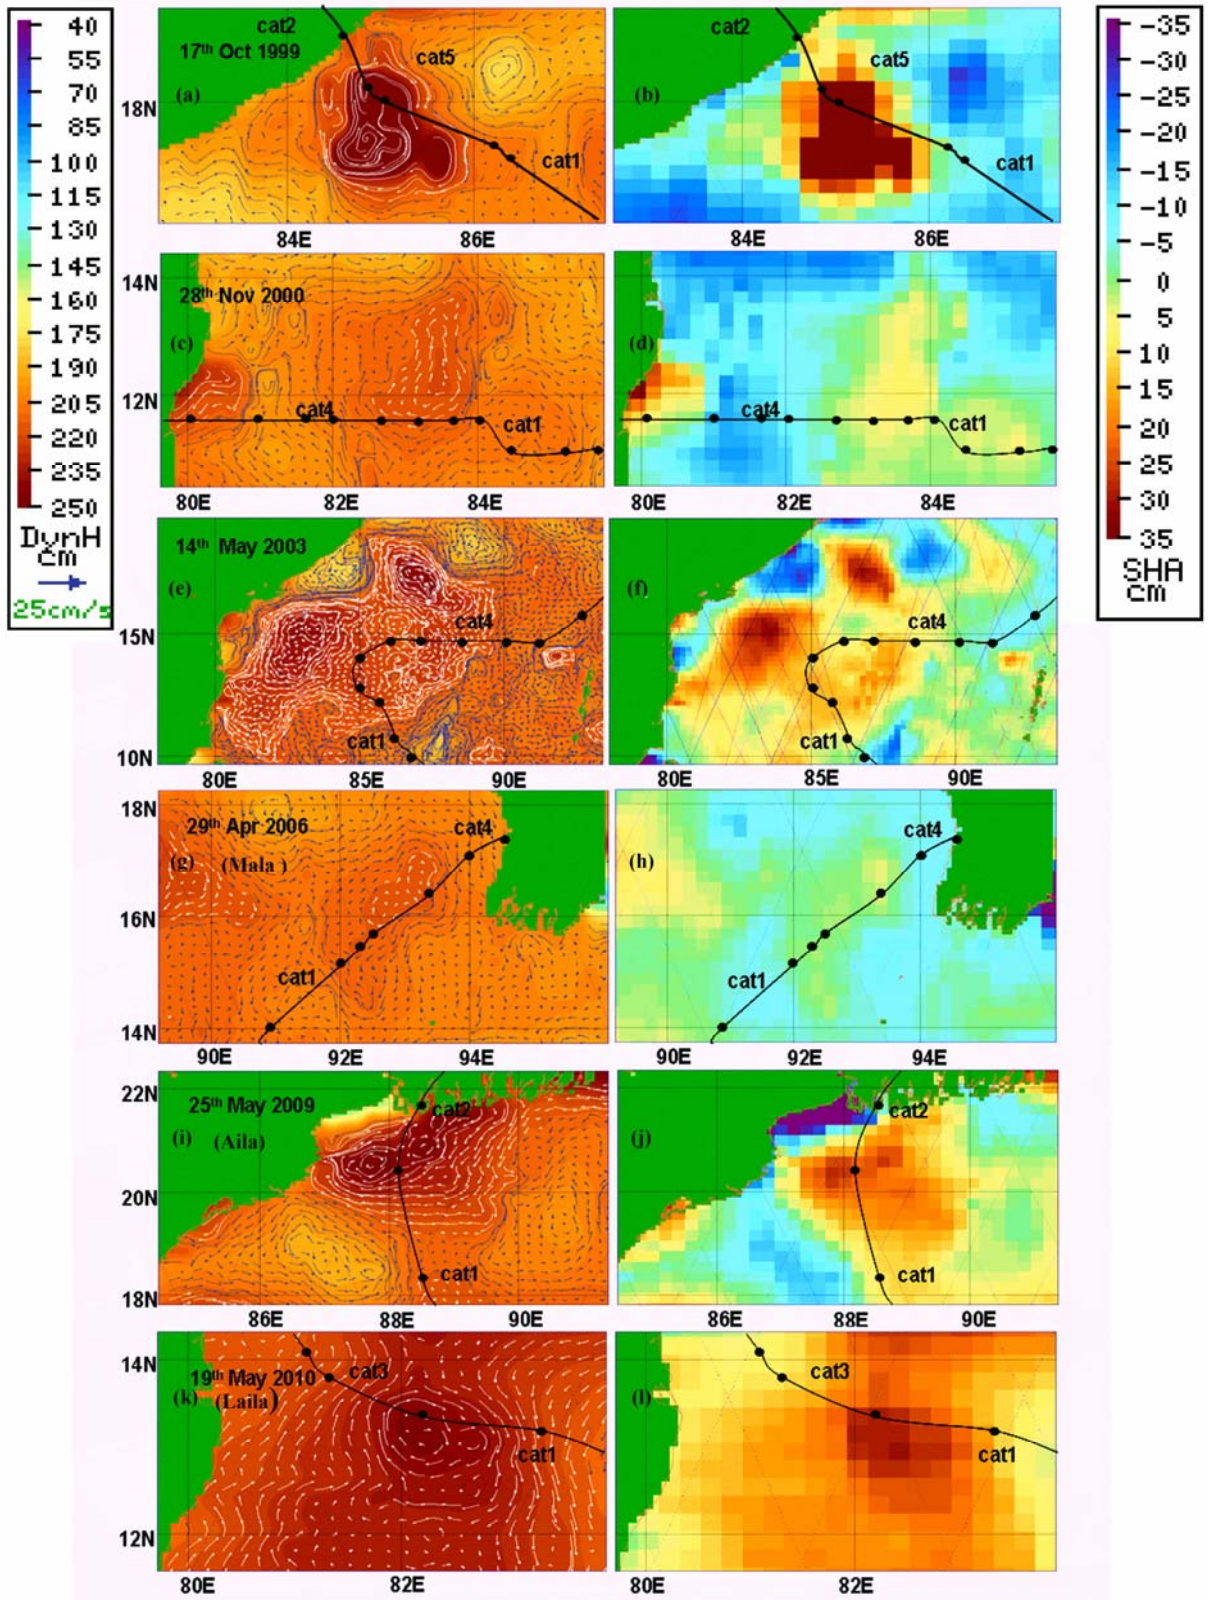 40
55
70
85
100
115
130
145
160
175
190
205
220
235
250
DynH
cm
25cm/s
-35
-30
-25
-20
-15
-10
-5
0
5
10
15
20
25
30
35
SHA
cm
cat2
17th Oct 1999
cat5
(a)
18N
cat1
84E 86E
cat2
cat5
(b)
cat1
84E 86E
14N
28th Nov 2000
(c)
12N
cat4
cat1
80E 82E 84E
(d)
cat4
cat1
80E 82E 84E
14th May 2003
(e)
15N
cat4
cat1
10N
80E 85E 90E
(f)
cat4
cat1
80E 85E 90E
18N
29th Apr 2006
cat4
(g) (Mala )
16N
cat1
14N
90E 92E 94E
cat4
(h)
cat1
90E 92E 94E
22N
25th May 2009
cat2
(i) (Aila)
20N
cat1
18N
86E 88E 90E
cat2
(j)
cat1
86E 88E 90E
14N
19th May 2010
cat3
(k) (Laila)
cat1
12N
80E 82E
cat3
(l)
cat1
80E 82E